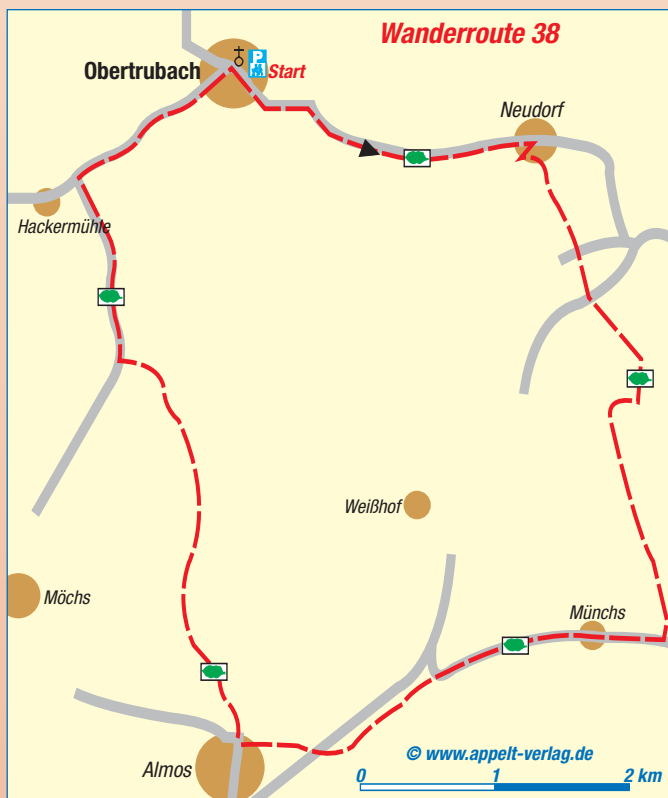 Wanderroute 38
Obertrubach
P
Start
Neudorf
Hackermühle
Weißhof
Möchs
Münchs
Almos
© www.appelt-verlag.de
0 1 2 km